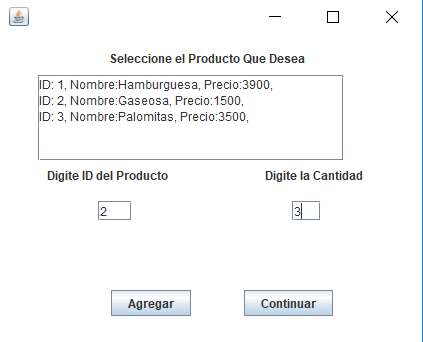 Seleccione el Producto Que Desea
ID: 1, Nombre:Hamburguesa, Precio:3900,
ID: 2, Nombre:Gaseosa, Precio:1500,
ID: 3, Nombre:Palomitas, Precio:3500,
Digite ID del Producto Digite la Cantidad
2 3
Agregar Continuar